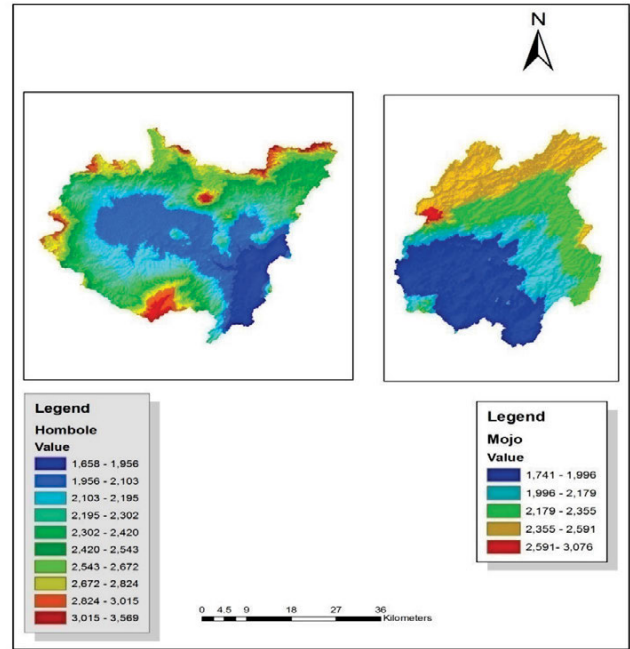 N
Legend
Hombole
Value
1,658 - 1,956
1,956 - 2,103
2,103 - 2,195
2,195 - 2,302
2,302 - 2,420
2,420 - 2,543
2,543 - 2,672
2,672 - 2,824
2,824 - 3,015
3,015 - 3,569
Legend
Mojo
Value
1,741 - 1,996
1,996 - 2,179
2,179 - 2,355
2,355 - 2,591
2,591- 3,076
0 4.5 9 18 27 36
Kilometers